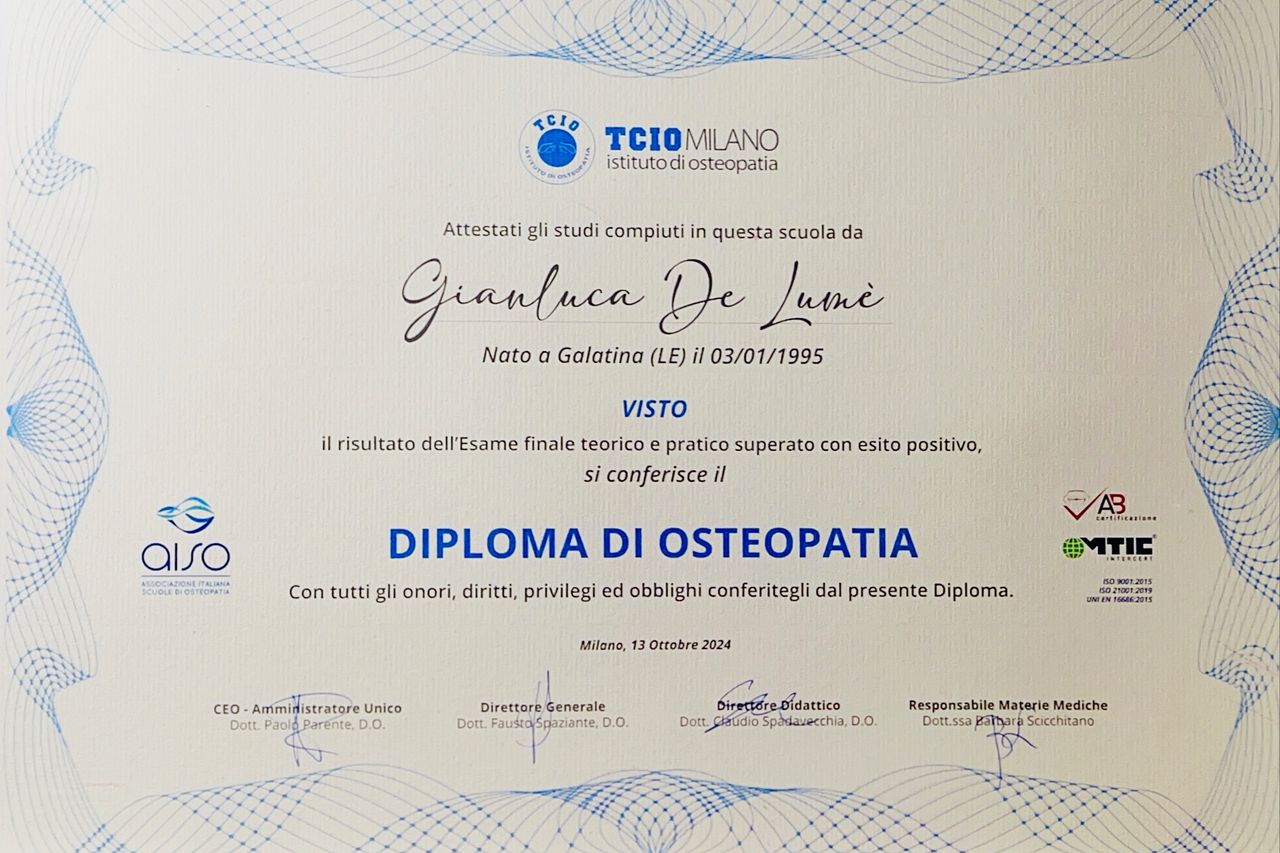 TCIO
ISTITUTO DI OSTEOPATIA
TCIO MILANO
istituto di osteopatia
Attestati gli studi compiuti in questa scuola da
Gianluca De Lumè
Nato a Galatina (LE) il 03/01/1995
VISTO
il risultato dell'Esame finale teorico e pratico superato con esito positivo,
si conferisce il
DIPLOMA DI OSTEOPATIA
Con tutti gli onori, diritti, privilegi ed obblighi conferitegli dal presente Diploma.
aiso
ASSOCIAZIONE ITALIANA
SCUOLE DI OSTEOPATIA
AB
certificazione
MTIC
INTERCERT
ISO 9001:2015
ISO 21001:2019
UNI EN 16686:2015
Milano, 13 Ottobre 2024
CEO - Amministratore Unico
Dott. Paolo Parente, D.O.
Direttore Generale
Dott. Fausto Spaziante, D.O.
Direttore Didattico
Dott. Claudio Spadavecchia, D.O.
Responsabile Materie Mediche
Dott.ssa Barbara Scicchitano